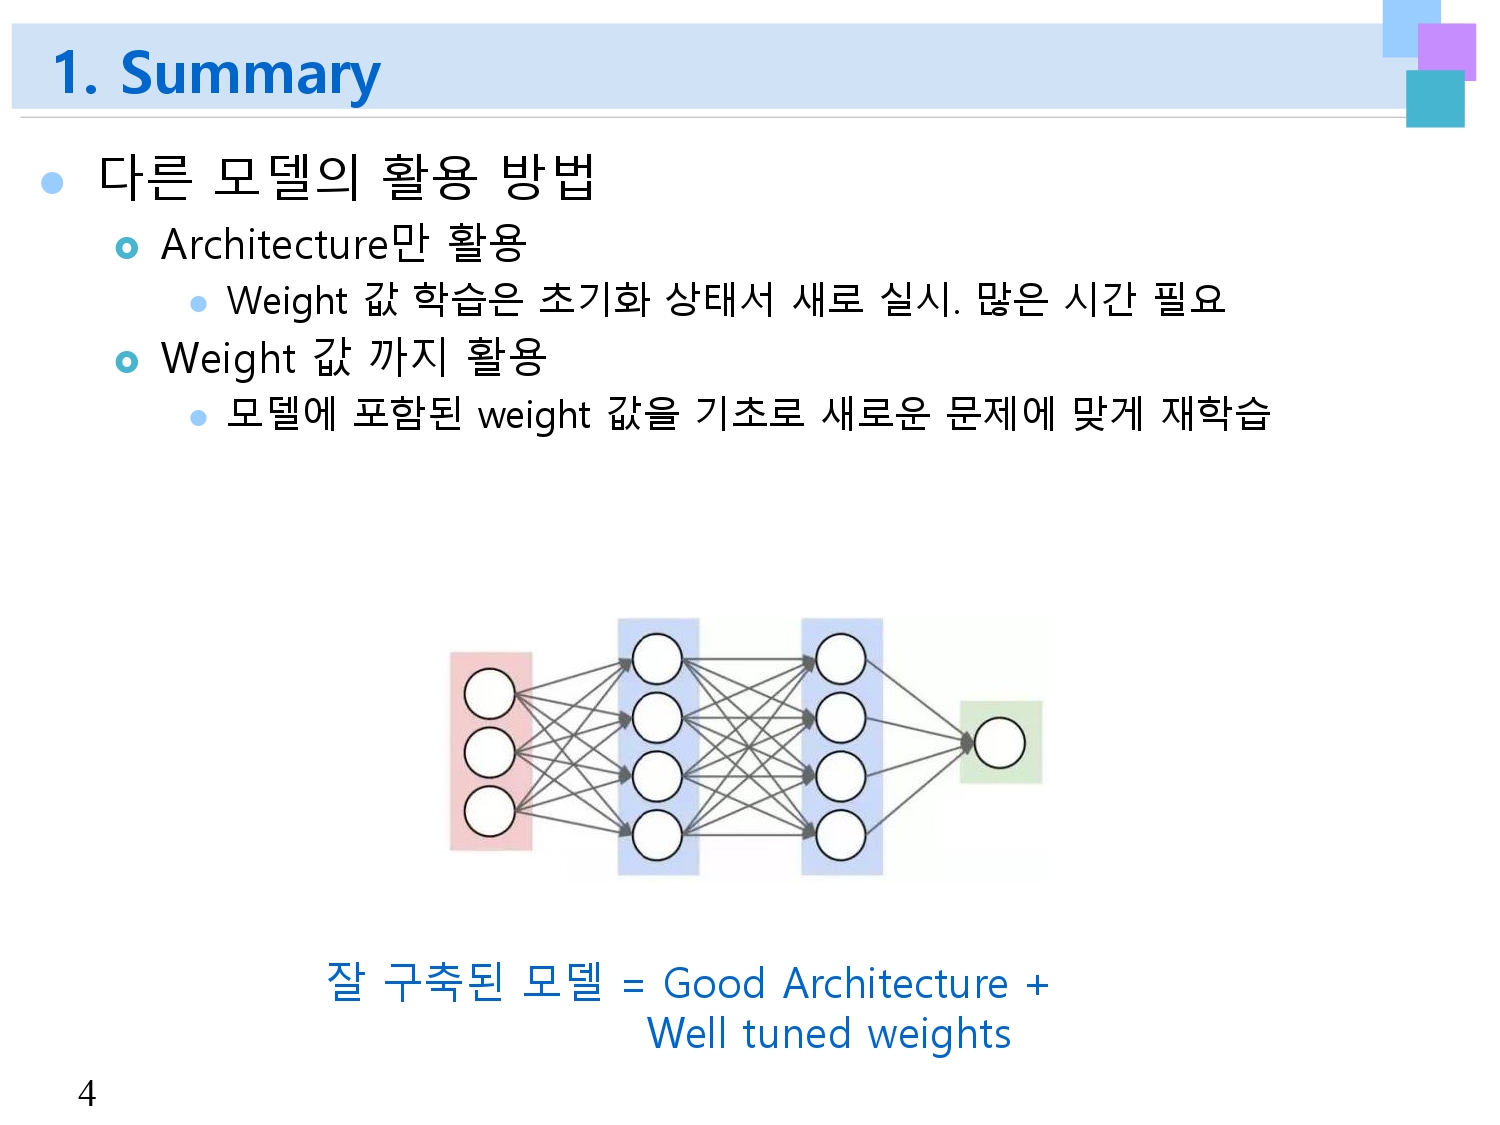 1. Summary
다른 모델의 활용 방법
Architecture만 활용
Weight 값 학습은 초기화 상태서 새로 실시. 많은 시간 필요
Weight 값 까지 활용
모델에 포함된 weight 값을 기초로 새로운 문제에 맞게 재학습
잘 구축된 모델 = Good Architecture +
Well tuned weights
4